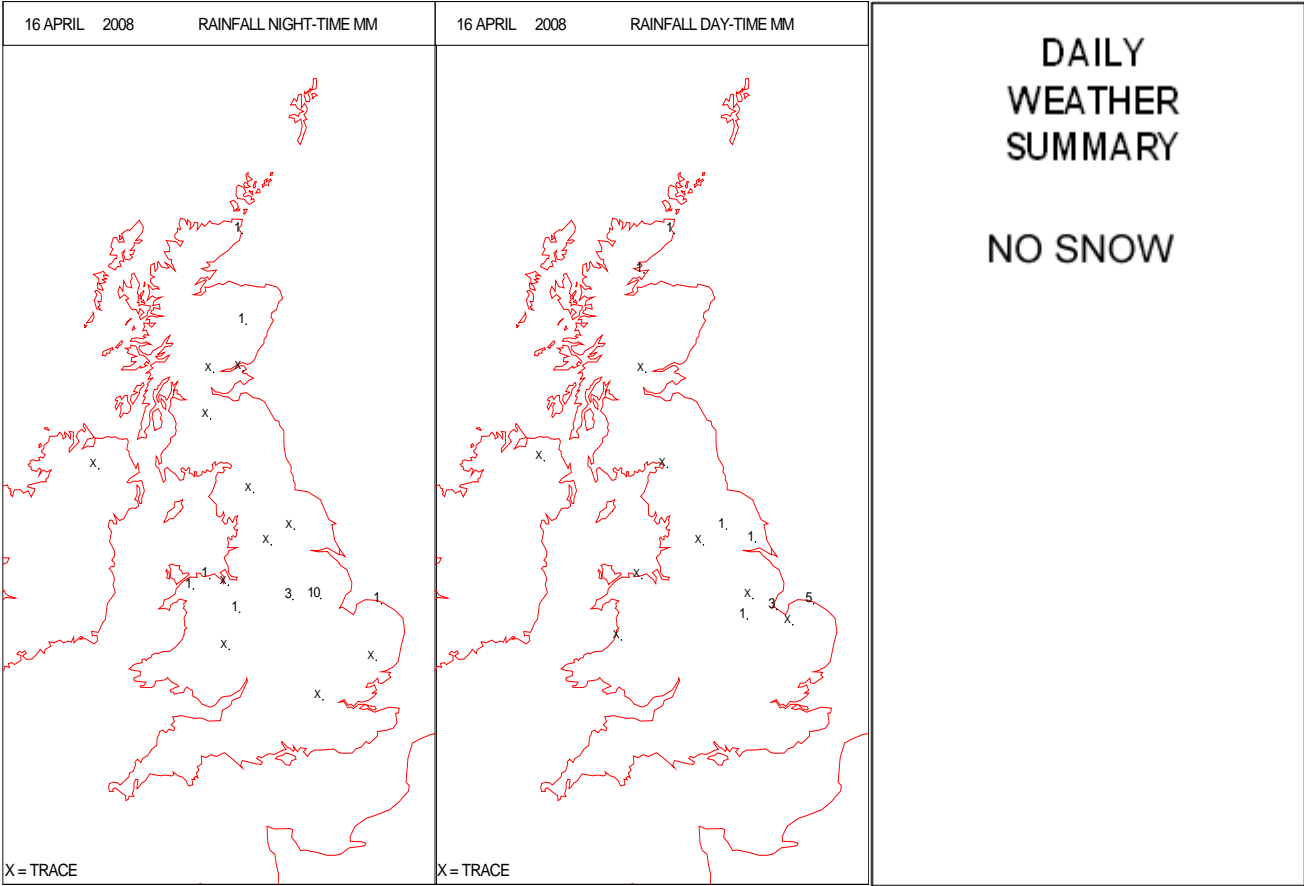 16 APRIL 2008 RAINFALL NIGHT-TIME MM
1.
1.
x. x.
x.
x.
x.
x.
x.
1. 1. x. 3. 10. 1.
1.
x.
x.
x.
X = TRACE
16 APRIL 2008 RAINFALL DAY-TIME MM
1.
1.
x.
x. x.
1.
x. 1.
x.
x. 3. 5.
1. x.
x.
X = TRACE
DAILY
WEATHER
SUMMARY
NO SNOW